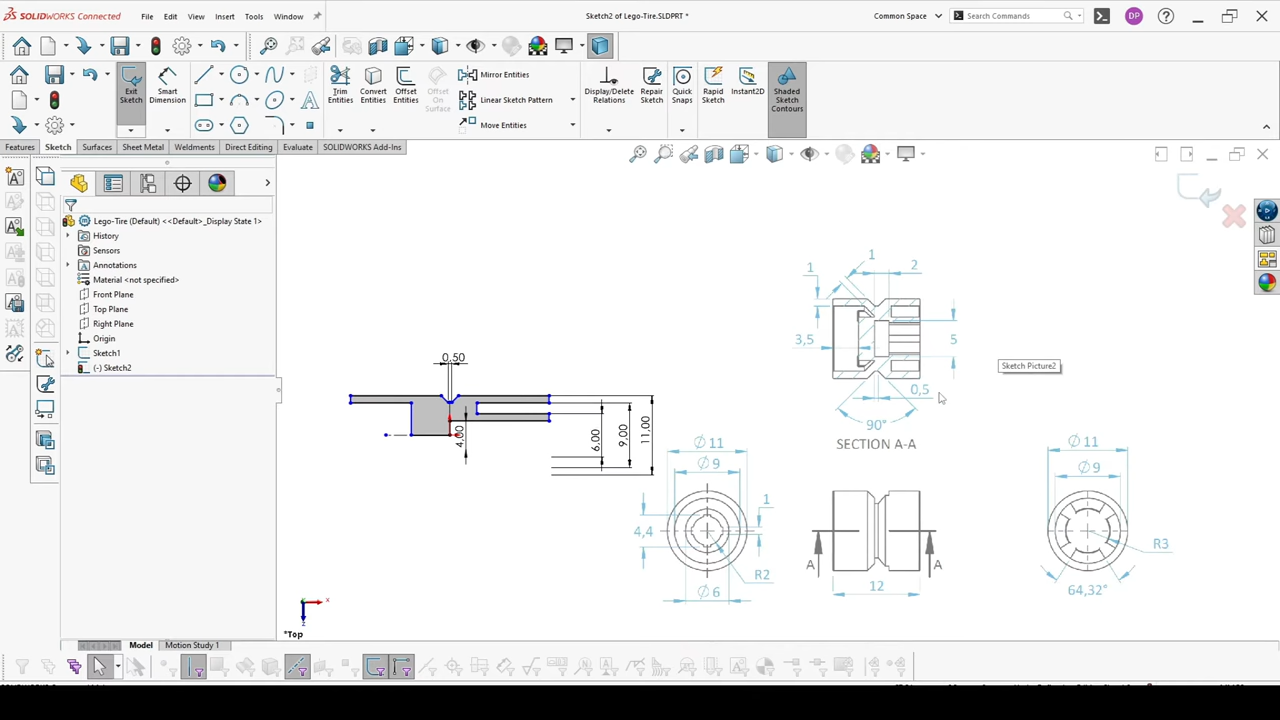 SOLIDWORKS Connected
File
Edit
View
Insert
Tools
Window
Sketch2 of Lego-Tire.SLDPRT *
Common Space
Search Commands
DP
Exit Sketch
Smart Dimension
Trim Entities
Convert Entities
Offset Entities
Offset On Surface
Mirror Entities
Linear Sketch Pattern
Move Entities
Display/Delete Relations
Repair Sketch
Quick Snaps
Rapid Sketch
Instant2D
Shaded Sketch Contours
Features
Sketch
Surfaces
Sheet Metal
Weldments
Direct Editing
Evaluate
SOLIDWORKS Add-Ins
Lego-Tire (Default) <<Default>_Display State 1>
History
Sensors
Annotations
Material <not specified>
Front Plane
Top Plane
Right Plane
Origin
Sketch1
(-) Sketch2
0,50
4,00
6,00
9,00
11,00
1
1
2
3,5
5
0,5
90°
SECTION A-A
Sketch Picture2
Ø 11
Ø 9
4,4
1
R2
Ø 6
A
A
12
Ø 11
Ø 9
R3
64,32°
x
z
*Top
Model
Motion Study 1